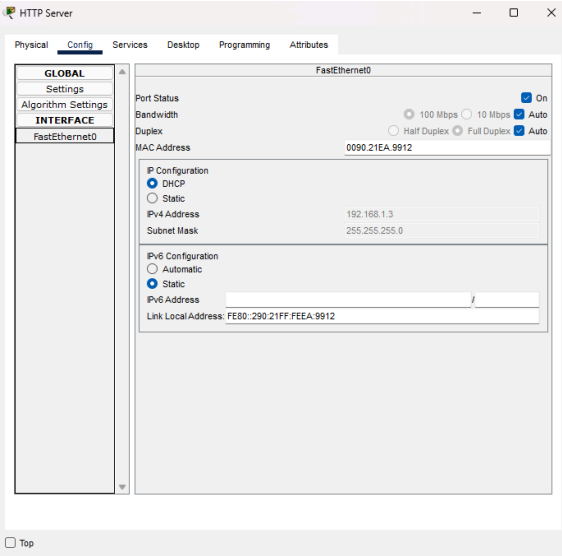 HTTP Server
Physical Config Services Desktop Programming Attributes
GLOBAL
Settings
Algorithm Settings
INTERFACE
FastEthernet0
FastEthernet0
Port Status On
Bandwidth 100 Mbps 10 Mbps Auto
Duplex Half Duplex Full Duplex Auto
MAC Address 0090.21EA.9912
IP Configuration
DHCP
Static
IPv4 Address 192.168.1.3
Subnet Mask 255.255.255.0
IPv6 Configuration
Automatic
Static
IPv6 Address /
Link Local Address: FE80::290:21FF:FEEA:9912
Top